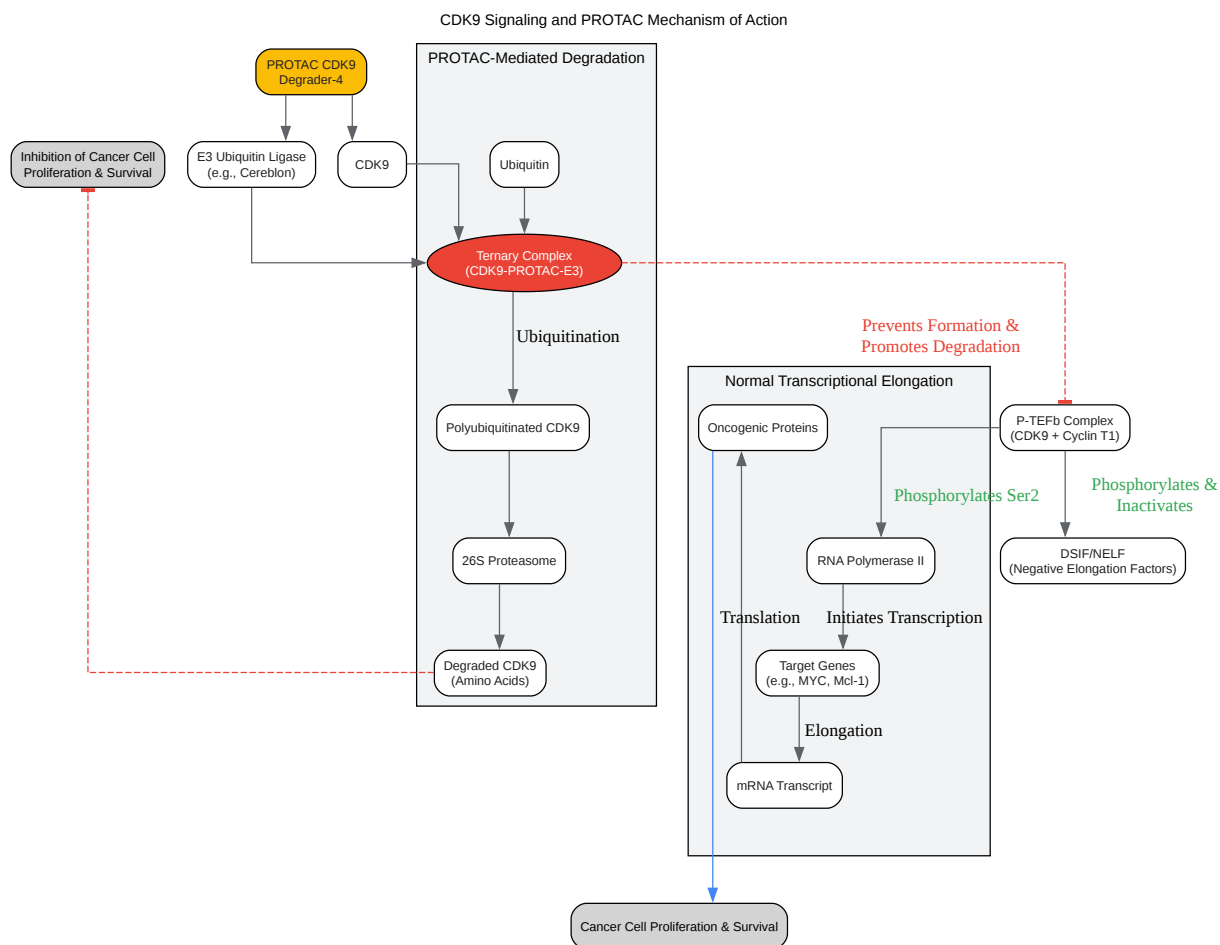 CDK9 Signaling and PROTAC Mechanism of Action
PROTAC-Mediated Degradation
PROTAC CDK9
Degrader-4
Inhibition of Cancer Cell
Proliferation & Survival
E3 Ubiquitin Ligase
(e.g., Cereblon)
CDK9
Ubiquitin
Ternary Complex
(CDK9-PROTAC-E3)
Ubiquitination
Prevents Formation &
Promotes Degradation
Normal Transcriptional Elongation
Polyubiquitinated CDK9
Oncogenic Proteins
P-TEFb Complex
(CDK9 + Cyclin T1)
Phosphorylates Ser2
Phosphorylates &
Inactivates
26S Proteasome
RNA Polymerase II
DSIF/NELF
(Negative Elongation Factors)
Translation
Initiates Transcription
Degraded CDK9
(Amino Acids)
Target Genes
(e.g., MYC, Mcl-1)
Elongation
mRNA Transcript
Cancer Cell Proliferation & Survival